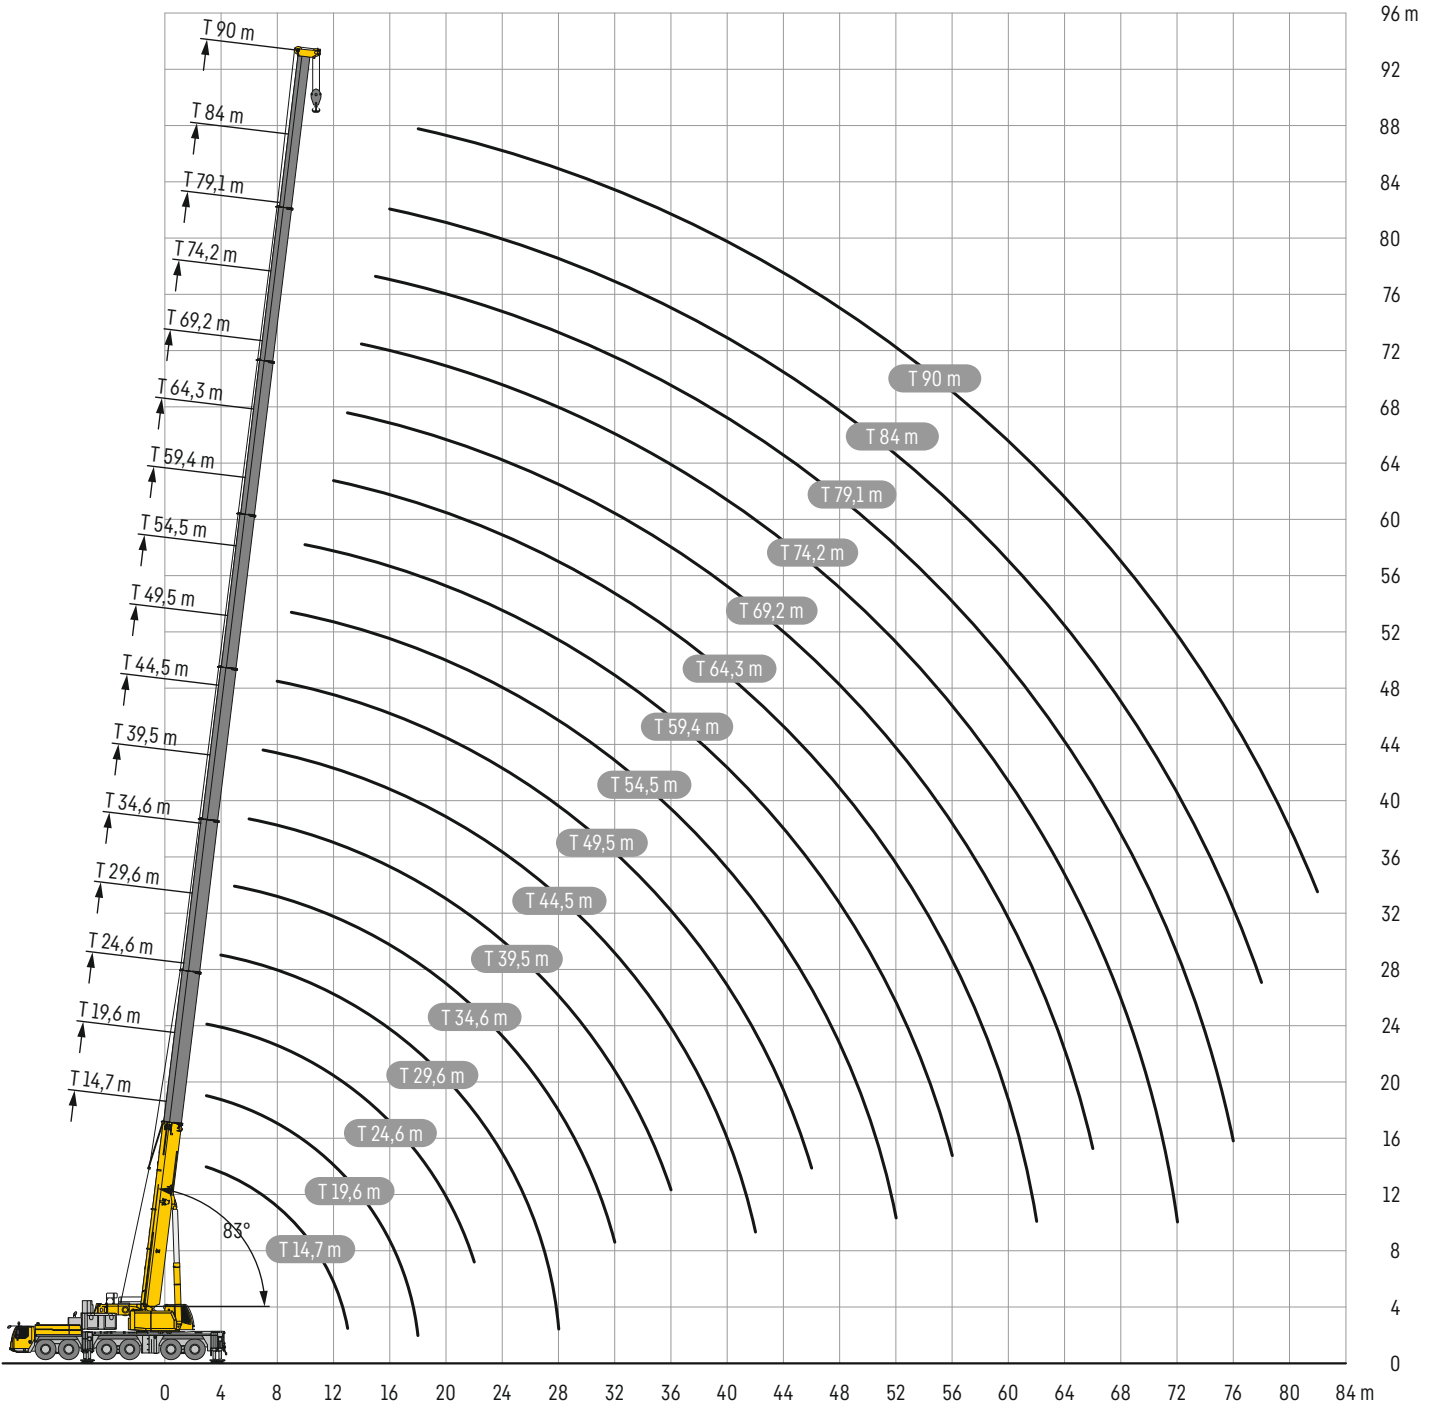 T 90 m
T 84 m
T 79,1 m
T 74,2 m
T 69,2 m
T 64,3 m
T 59,4 m
T 54,5 m
T 49,5 m
T 44,5 m
T 39,5 m
T 34,6 m
T 29,6 m
T 24,6 m
T 19,6 m
T 14,7 m
83°
T 90 m
T 84 m
T 79,1 m
T 74,2 m
T 69,2 m
T 64,3 m
T 59,4 m
T 54,5 m
T 49,5 m
T 44,5 m
T 39,5 m
T 34,6 m
T 29,6 m
T 24,6 m
T 19,6 m
T 14,7 m
96 m
92
88
84
80
76
72
68
64
60
56
52
48
44
40
36
32
28
24
20
16
12
8
4
0
0 4 8 12 16 20 24 28 32 36 40 44 48 52 56 60 64 68 72 76 80 84 m